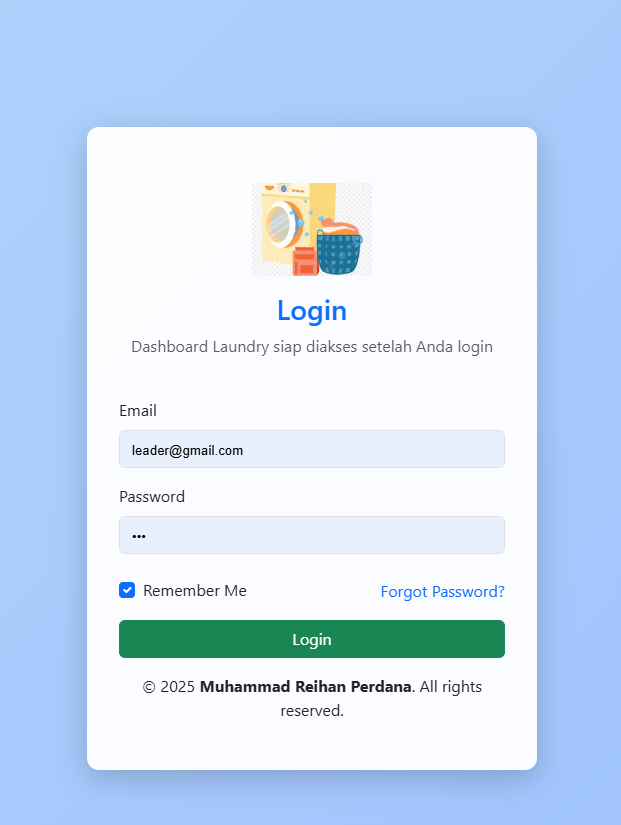 Login
Dashboard Laundry siap diakses setelah Anda login
Email
leader@gmail.com
Password
•••
Remember Me
Forgot Password?
Login
© 2025 Muhammad Reihan Perdana. All rights
reserved.